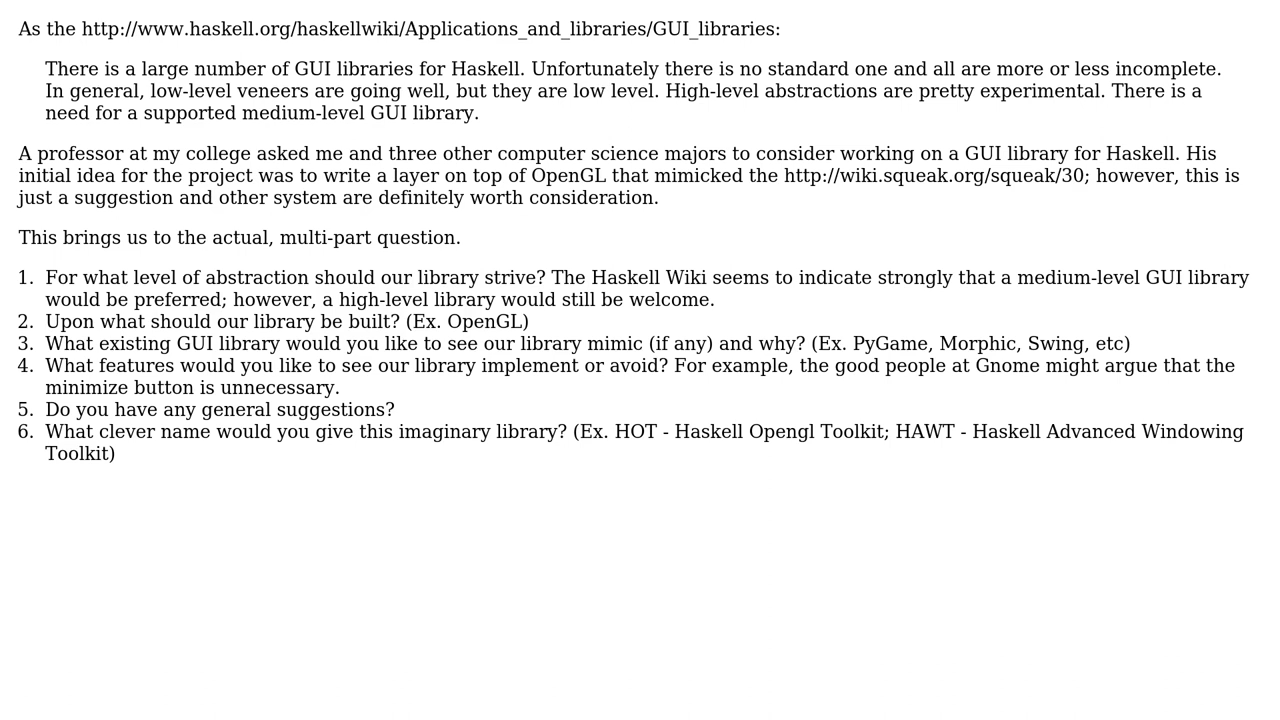 As the http://www.haskell.org/haskellwiki/Applications_and_libraries/GUI_libraries:
There is a large number of GUI libraries for Haskell. Unfortunately there is no standard one and all are more or less incomplete.
In general, low-level veneers are going well, but they are low level. High-level abstractions are pretty experimental. There is a
need for a supported medium-level GUI library.
A professor at my college asked me and three other computer science majors to consider working on a GUI library for Haskell. His
initial idea for the project was to write a layer on top of OpenGL that mimicked the http://wiki.squeak.org/squeak/30; however, this is
just a suggestion and other system are definitely worth consideration.
This brings us to the actual, multi-part question.
1. For what level of abstraction should our library strive? The Haskell Wiki seems to indicate strongly that a medium-level GUI library
would be preferred; however, a high-level library would still be welcome.
2. Upon what should our library be built? (Ex. OpenGL)
3. What existing GUI library would you like to see our library mimic (if any) and why? (Ex. PyGame, Morphic, Swing, etc)
4. What features would you like to see our library implement or avoid? For example, the good people at Gnome might argue that the
minimize button is unnecessary.
5. Do you have any general suggestions?
6. What clever name would you give this imaginary library? (Ex. HOT - Haskell Opengl Toolkit; HAWT - Haskell Advanced Windowing
Toolkit)